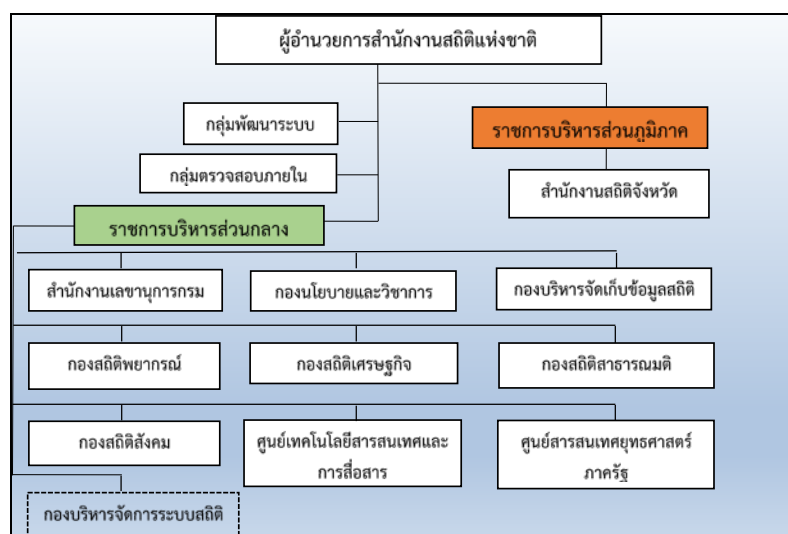 ผู้อำนวยการสำนักงานสถิติแห่งชาติ
กลุ่มพัฒนาระบบ
ราชการบริหารส่วนภูมิภาค
กลุ่มตรวจสอบภายใน
สำนักงานสถิติจังหวัด
ราชการบริหารส่วนกลาง
สำนักงานเลขานุการกรม
กองนโยบายและวิชาการ
กองบริหารจัดเก็บข้อมูลสถิติ
กองสถิติพยากรณ์
กองสถิติเศรษฐกิจ
กองสถิติสาธารณมติ
กองสถิติสังคม
ศูนย์เทคโนโลยีสารสนเทศและ
การสื่อสาร
ศูนย์สารสนเทศยุทธศาสตร์
ภาครัฐ
กองบริหารจัดการระบบสถิติ